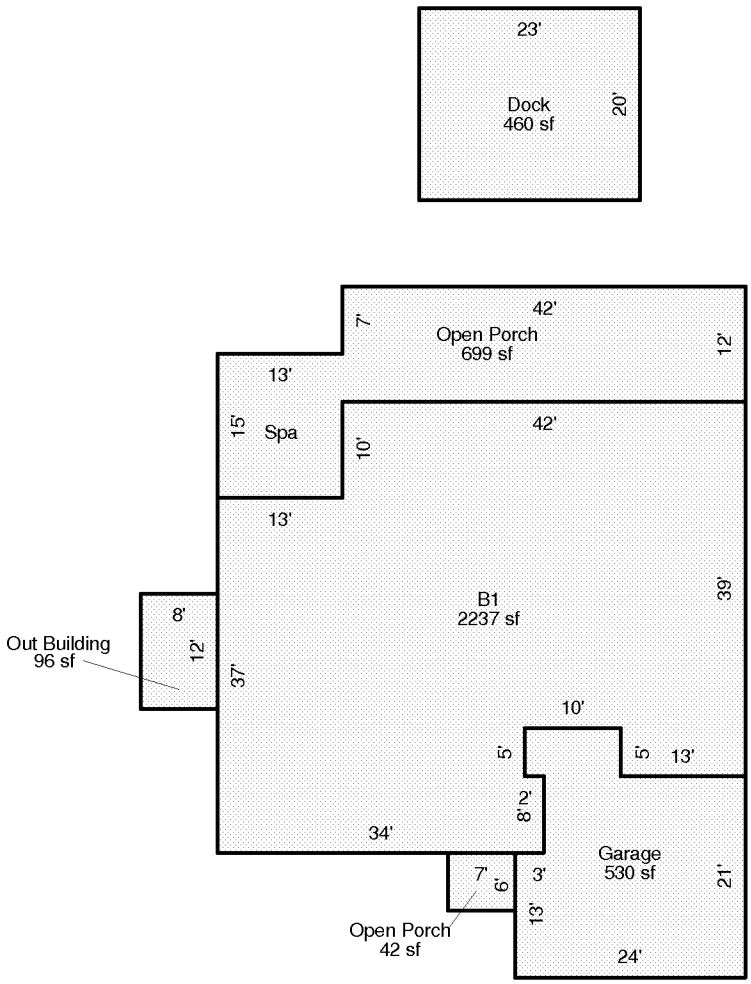 23'
Dock
460 sf
20'
42'
7'
Open Porch
699 sf
12'
13'
15'
Spa
42'
10'
13'
B1
2237 sf
39'
8'
Out Building
96 sf
12'
37'
10'
5'
5'
13'
2'
8'
34'
Garage
530 sf
21'
7'
6'
3'
13'
Open Porch
42 sf
24'